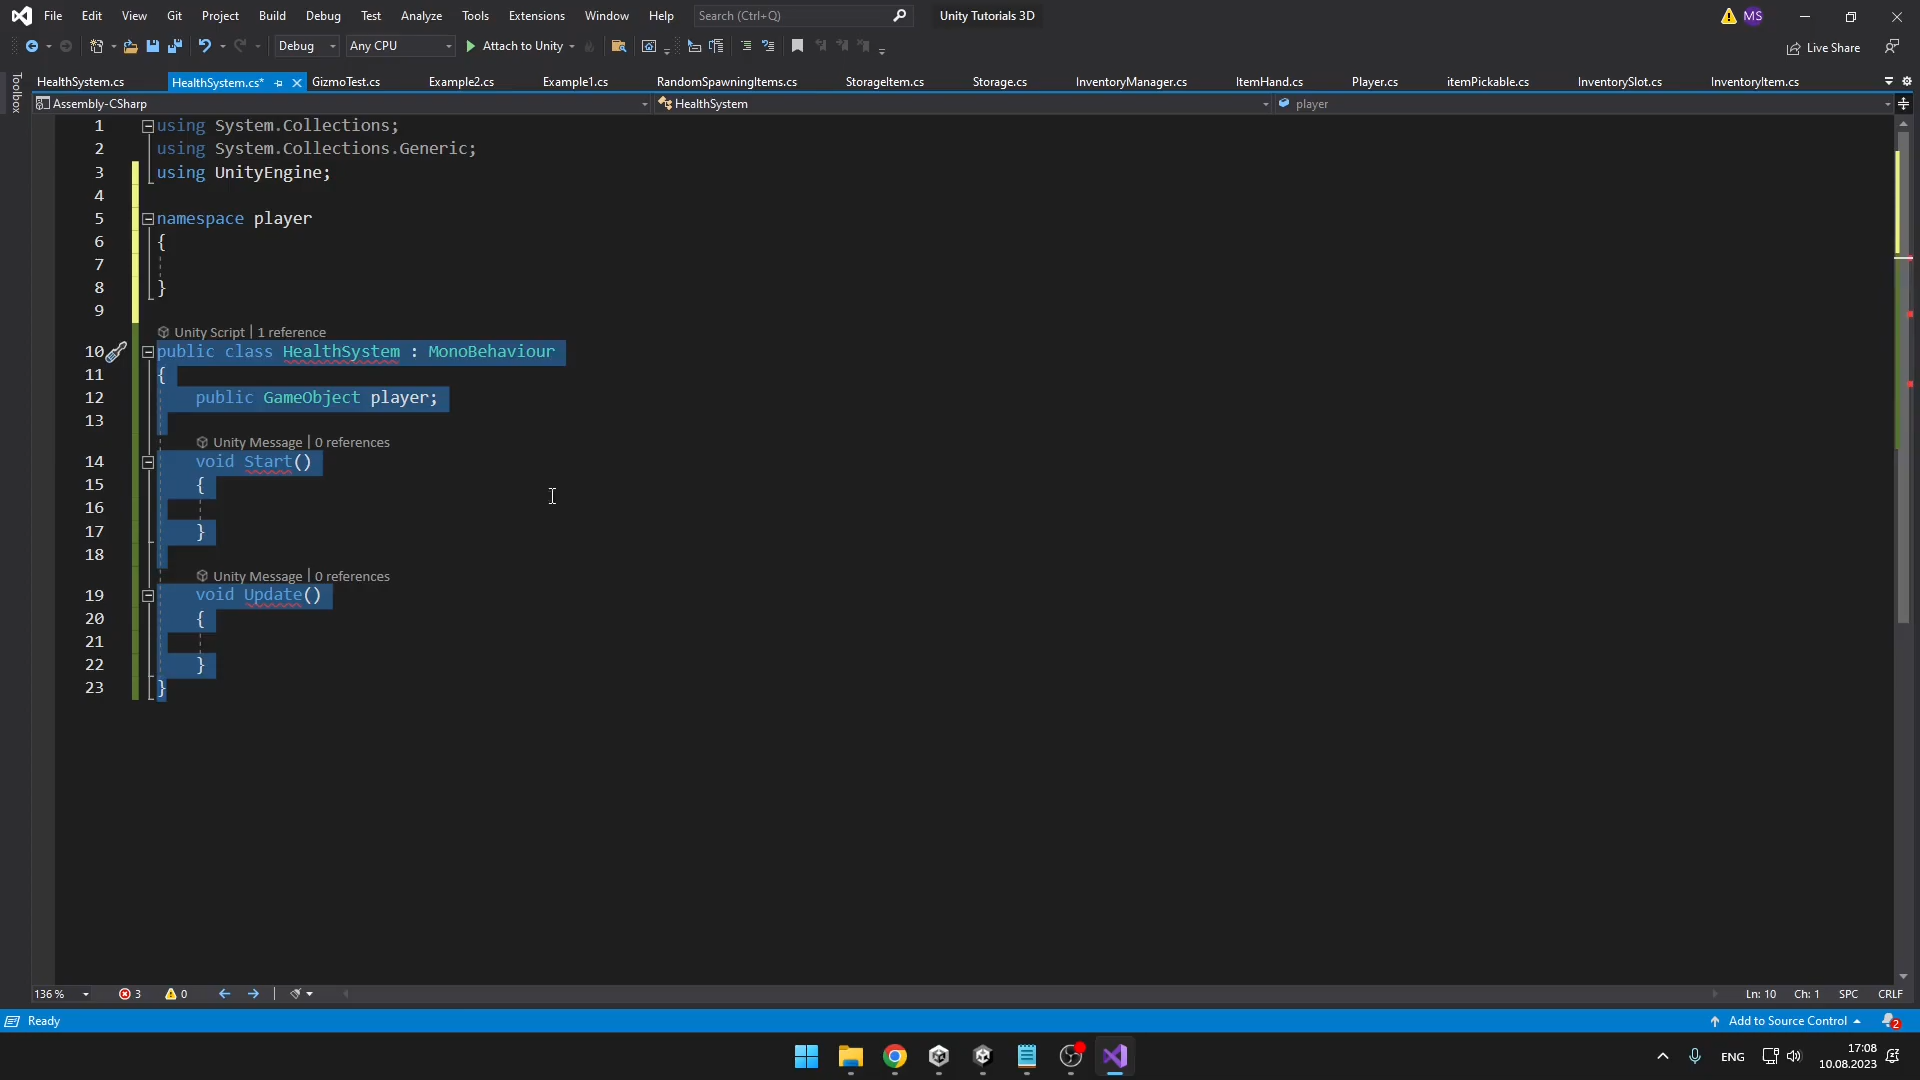 File Edit View Git Project Build Debug Test Analyze Tools Extensions Window Help Search (Ctrl+Q) Unity Tutorials 3D MS
Debug Any CPU Attach to Unity Live Share
Toolbox
HealthSystem.cs HealthSystem.cs* GizmoTest.cs Example2.cs Example1.cs RandomSpawningItems.cs StorageItem.cs Storage.cs InventoryManager.cs ItemHand.cs Player.cs itemPickable.cs InventorySlot.cs InventoryItem.cs
Assembly-CSharp HealthSystem player
1 using System.Collections;
2 using System.Collections.Generic;
3 using UnityEngine;
4
5 namespace player
6 {
7
8 }
9
Unity Script | 1 reference
10 public class HealthSystem : MonoBehaviour
11 {
12 public GameObject player;
13
Unity Message | 0 references
14 void Start()
15 {
16
17 }
18
Unity Message | 0 references
19 void Update()
20 {
21
22 }
23 }
136 % 3 0 Ln: 10 Ch: 1 SPC CRLF
Ready Add to Source Control 2
ENG 17:08
10.08.2023